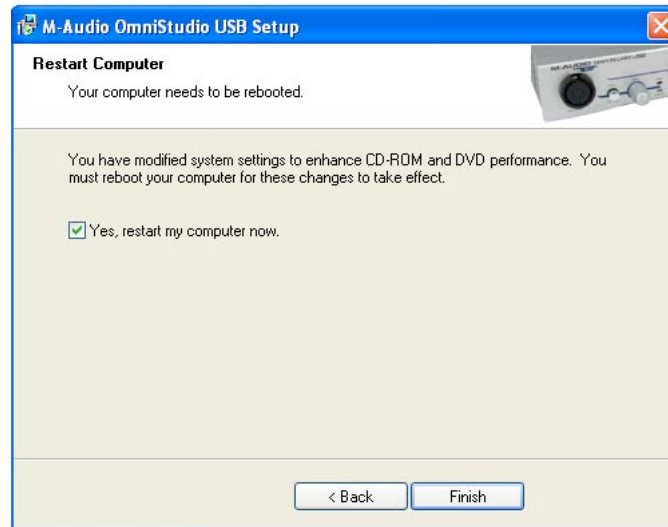 M-Audio OmniStudio USB Setup
Restart Computer
Your computer needs to be rebooted.
M-AUDIO
You have modified system settings to enhance CD-ROM and DVD performance. You
must reboot your computer for these changes to take effect.
Yes, restart my computer now.
< Back
Finish